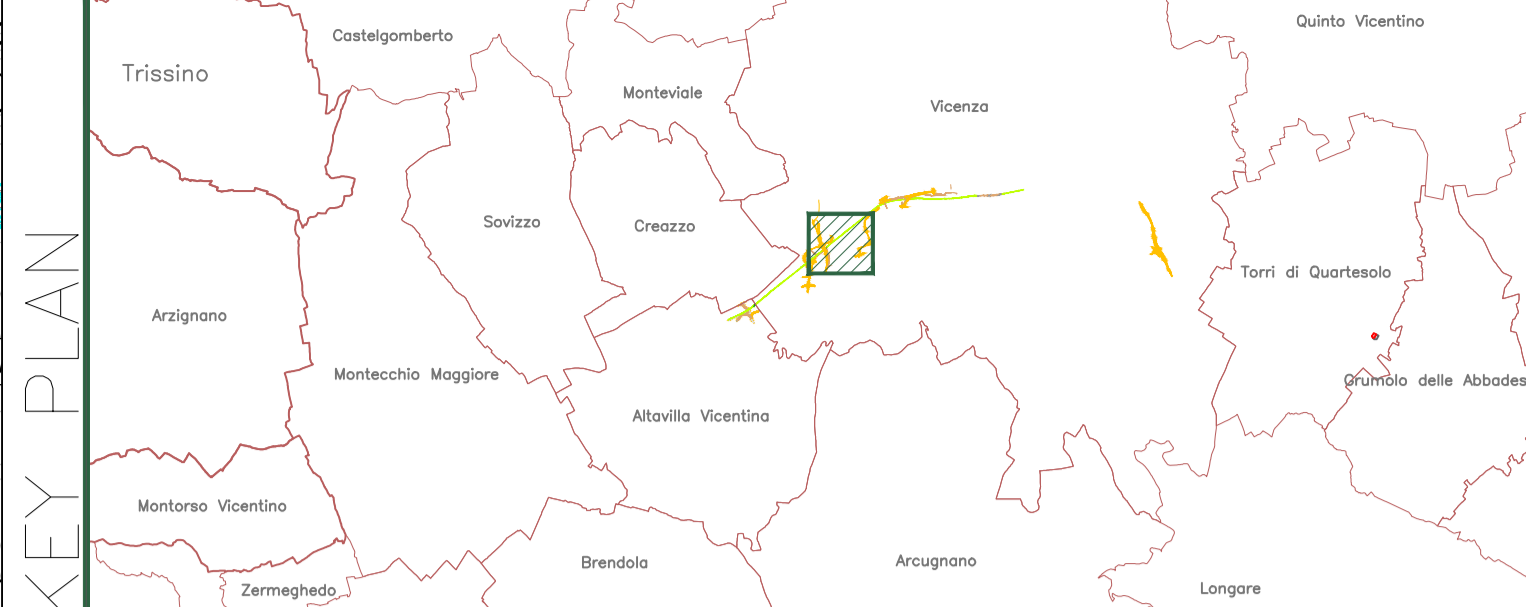 KEY PLAN
Quinto Vicentino
Castelgomberto
Trissino
Monteviale
Vicenza
Sovizzo
Creazzo
Torri di Quartesolo
Arzignano
Montecchio Maggiore
Grumolo delle Abbades
Altavilla Vicentina
Montorso Vicentino
Brendola
Arcugnano
Zermeghedo
Longare